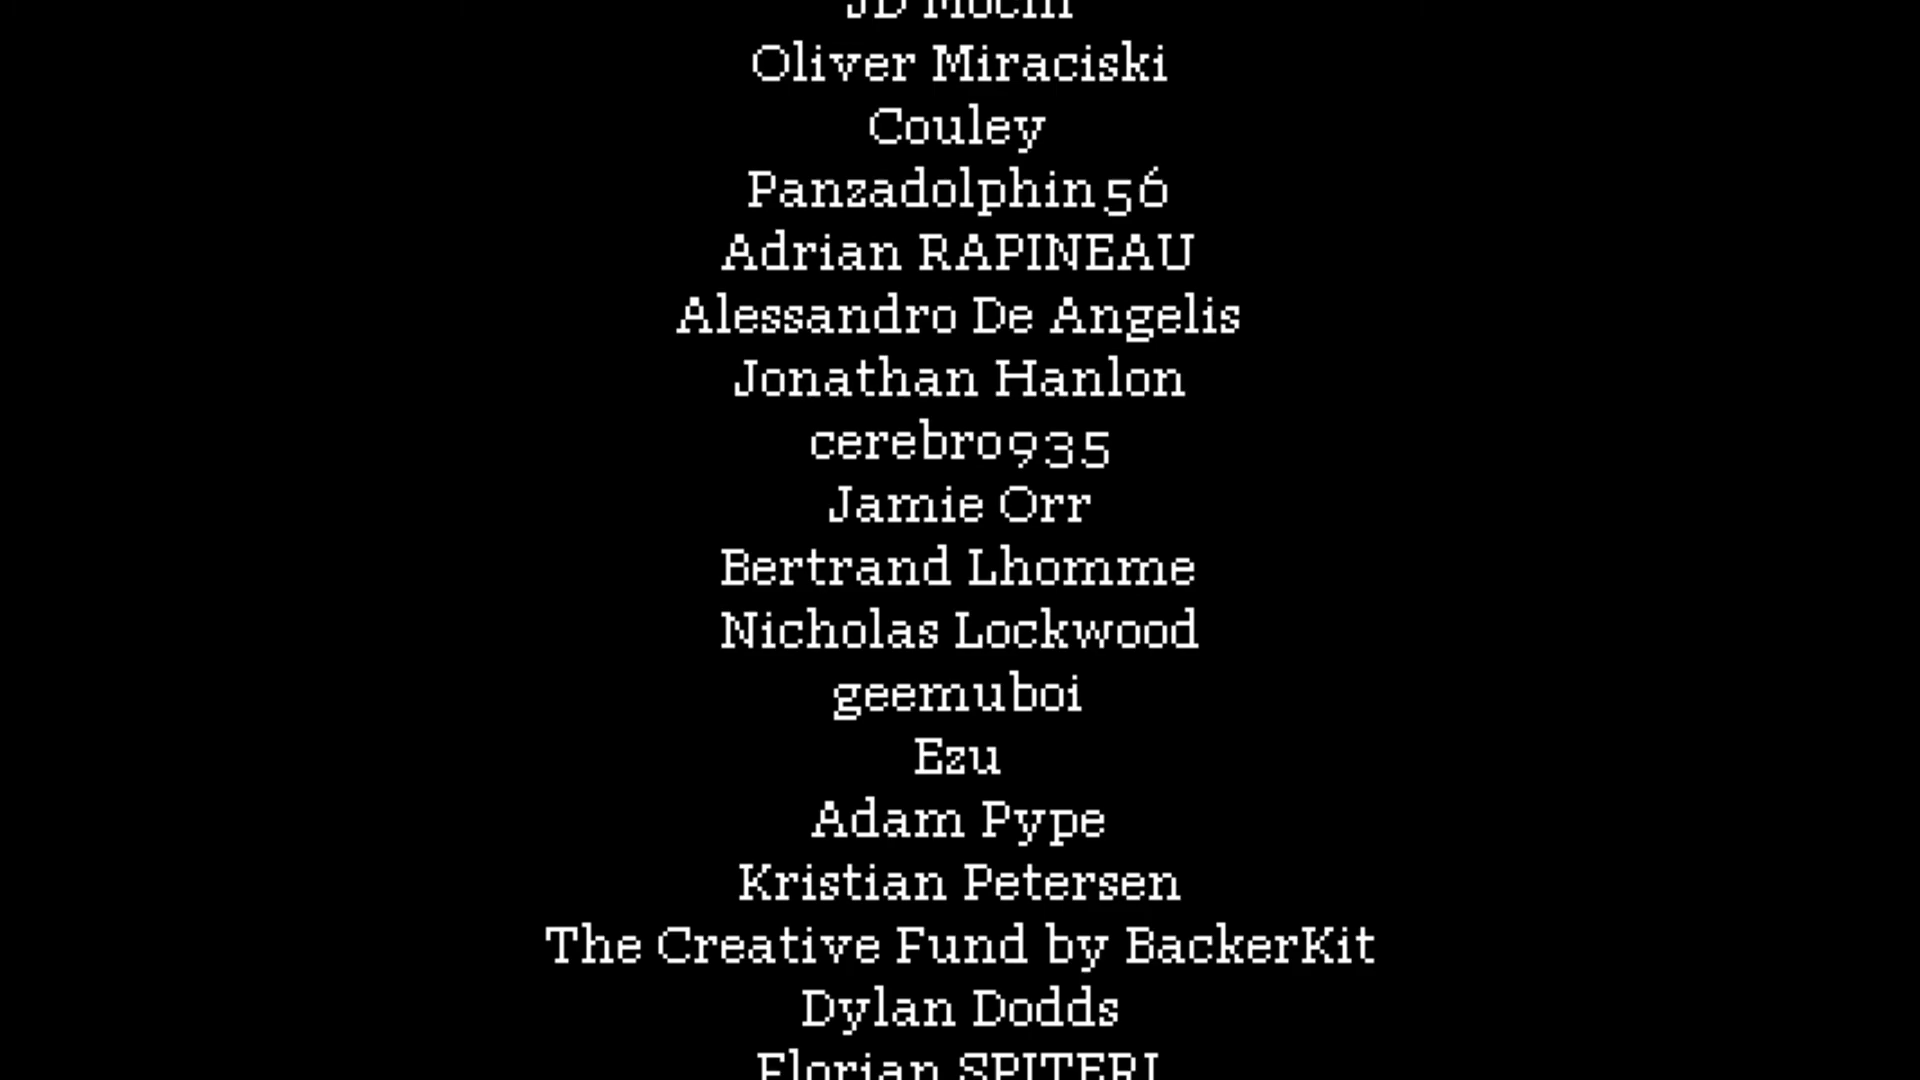 JD Mochi
Oliver Miraciski
Couley
Panzadolphin56
Adrian RAPINEAU
Alessandro De Angelis
Jonathan Hanlon
cerebro935
Jamie Orr
Bertrand Lhomme
Nicholas Lockwood
geemuboi
Ezu
Adam Pype
Kristian Petersen
The Creative Fund by BackerKit
Dylan Dodds
Florian SPITERI